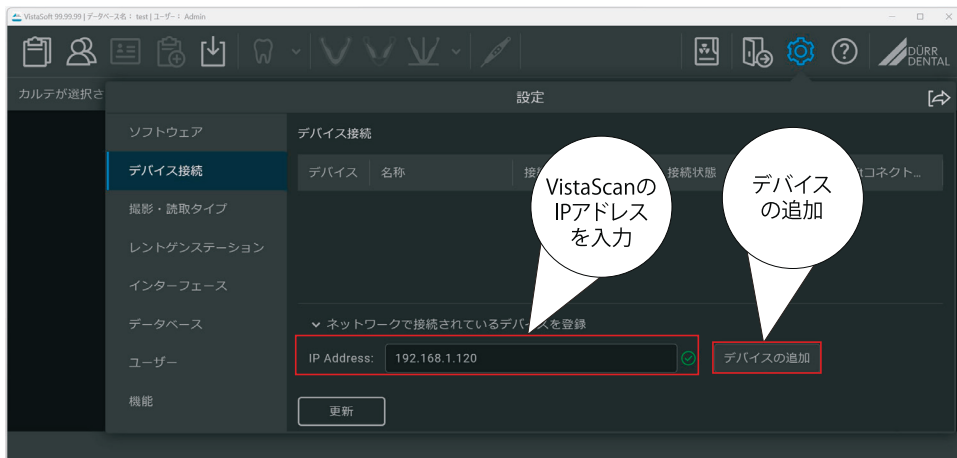 VistaSoft 99.99.99 | データベース名: test | ユーザー: Admin
DÜRR
DENTAL
カルテが選択さ
設定
ソフトウェア
デバイス接続
撮影・読取タイプ
レントゲンステーション
インターフェース
データベース
ユーザー
機能
デバイス接続
デバイス
名称
接続状態
コネクト...
VistaScanの
IPアドレス
を入力
デバイス
の追加
ネットワークで接続されているデバイスを登録
IP Address:
192.168.1.120
デバイスの追加
更新